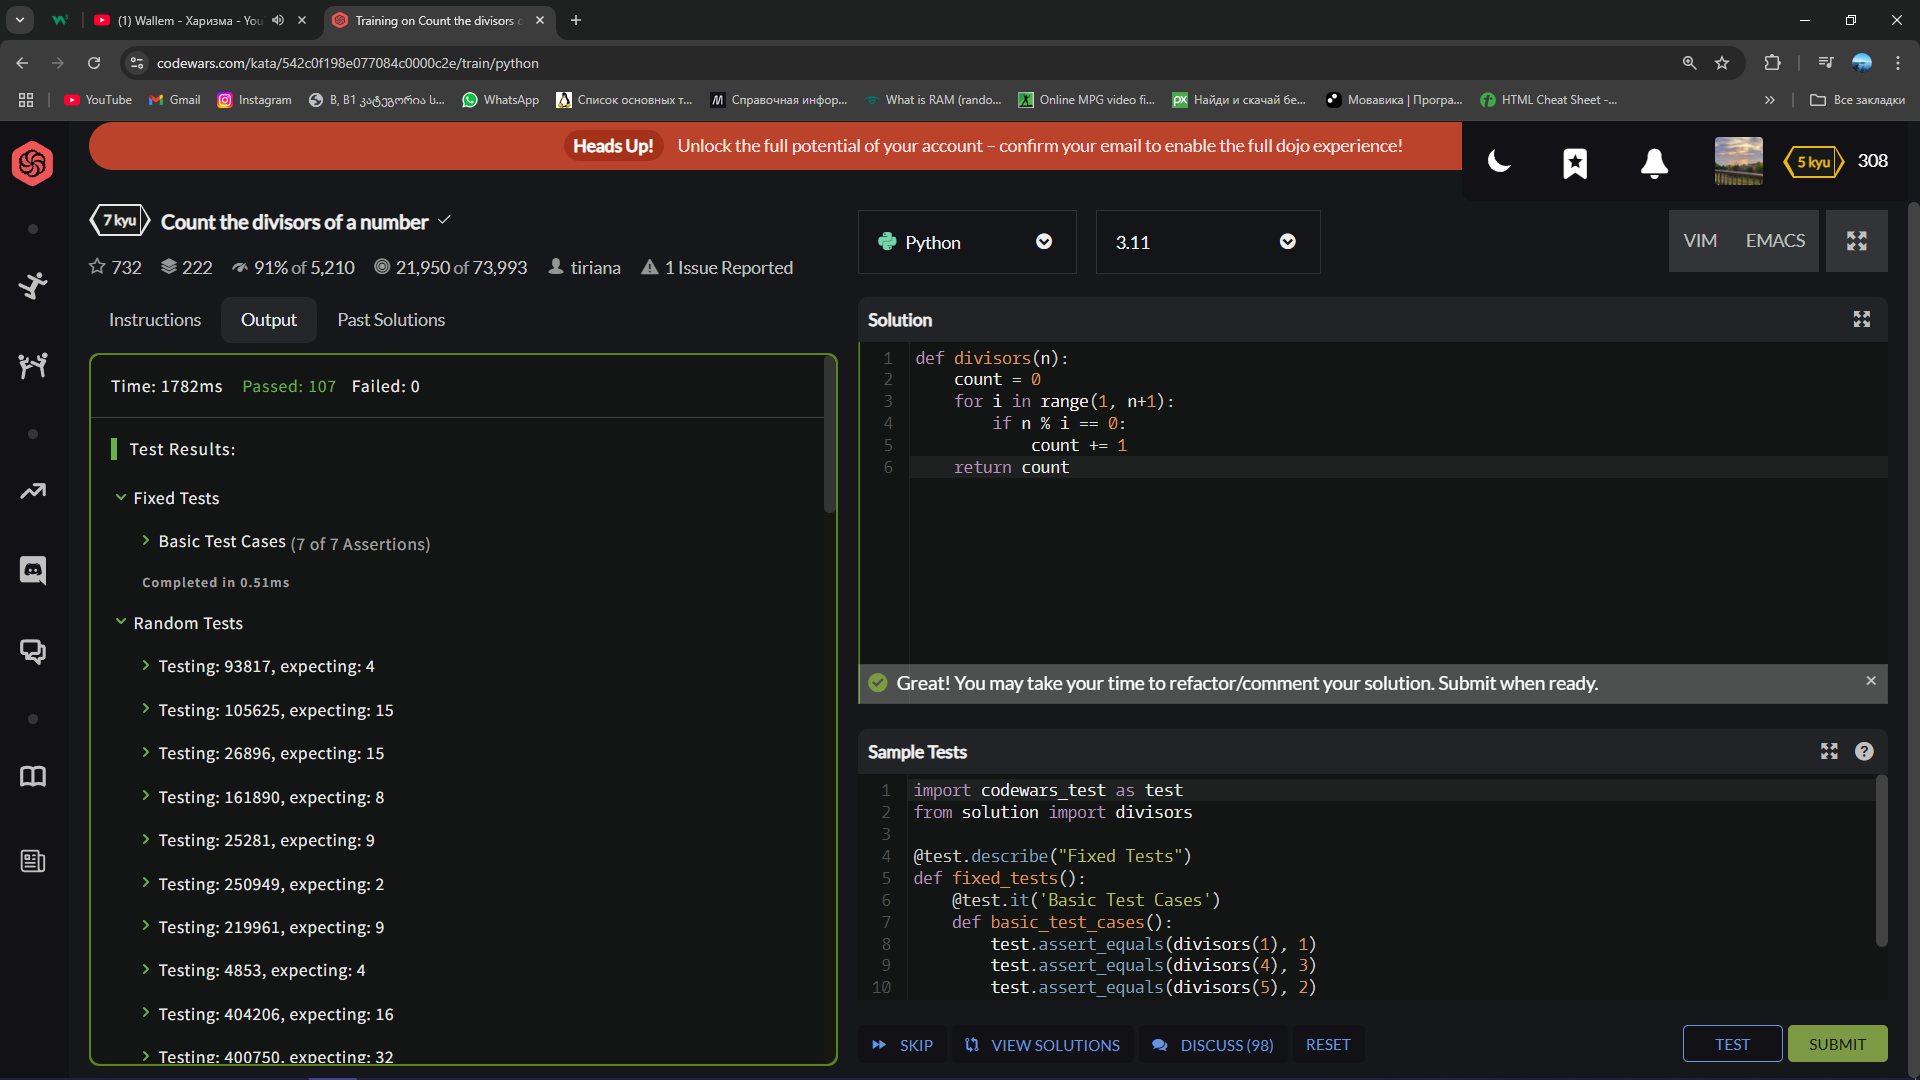 (1) Wallem - Харизма - You
Training on Count the divisors o
codewars.com/kata/542c0f198e077084c0000c2e/train/python
YouTube
Gmail
Instagram
B, B1 კატეგორია ს...
WhatsApp
Список основных т...
Справочная инфор...
What is RAM (rando...
Online MPG video fi...
Найди и скачай бе...
Мовавика | Програ...
HTML Cheat Sheet -...
Все закладки
Heads Up! Unlock the full potential of your account – confirm your email to enable the full dojo experience!
5 kyu 308
7 kyu Count the divisors of a number
732 222 91% of 5,210 21,950 of 73,993 tiriana 1 Issue Reported
Instructions Output Past Solutions
Time: 1782ms Passed: 107 Failed: 0
Test Results:
Fixed Tests
Basic Test Cases (7 of 7 Assertions)
Completed in 0.51ms
Random Tests
Testing: 93817, expecting: 4
Testing: 105625, expecting: 15
Testing: 26896, expecting: 15
Testing: 161890, expecting: 8
Testing: 25281, expecting: 9
Testing: 250949, expecting: 2
Testing: 219961, expecting: 9
Testing: 4853, expecting: 4
Testing: 404206, expecting: 16
Testing: 400750, expecting: 32
Python 3.11 VIM EMACS
Solution
1 def divisors(n):
2 count = 0
3 for i in range(1, n+1):
4 if n % i == 0:
5 count += 1
6 return count
Great! You may take your time to refactor/comment your solution. Submit when ready.
Sample Tests
1 import codewars_test as test
2 from solution import divisors
3
4 @test.describe("Fixed Tests")
5 def fixed_tests():
6 @test.it('Basic Test Cases')
7 def basic_test_cases():
8 test.assert_equals(divisors(1), 1)
9 test.assert_equals(divisors(4), 3)
10 test.assert_equals(divisors(5), 2)
SKIP VIEW SOLUTIONS DISCUSS (98) RESET TEST SUBMIT